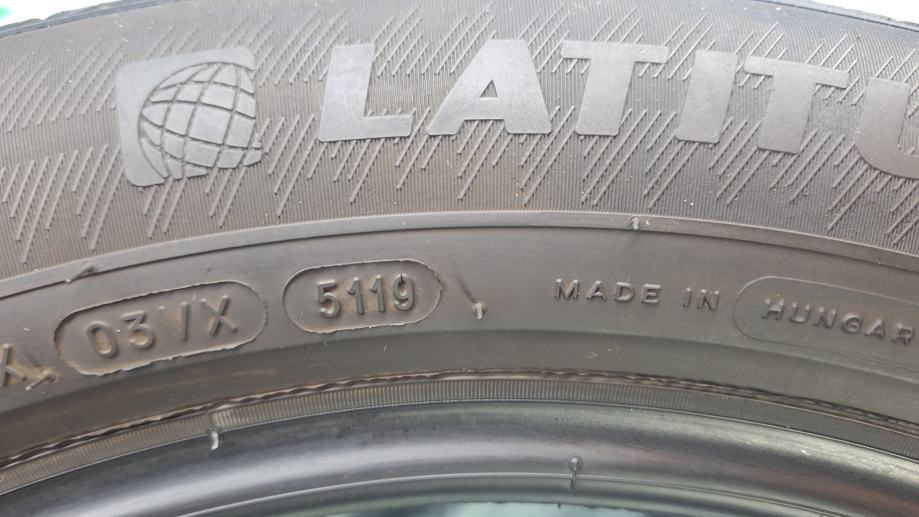 LATITU
X 03VX 5119 MADE IN HUNGAR